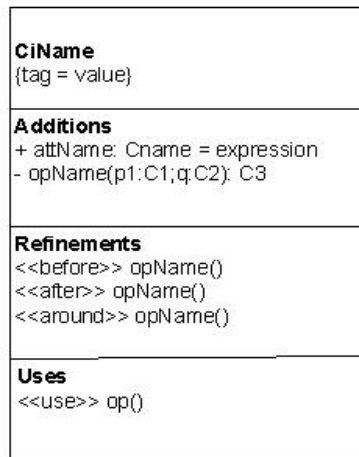 CiName
{tag = value}
Additions
+ attName: Cname = expression
- opName(p1:C1;q:C2): C3
Refinements
<<before>> opName()
<<after>> opName()
<<around>> opName()
Uses
<<use>> op()